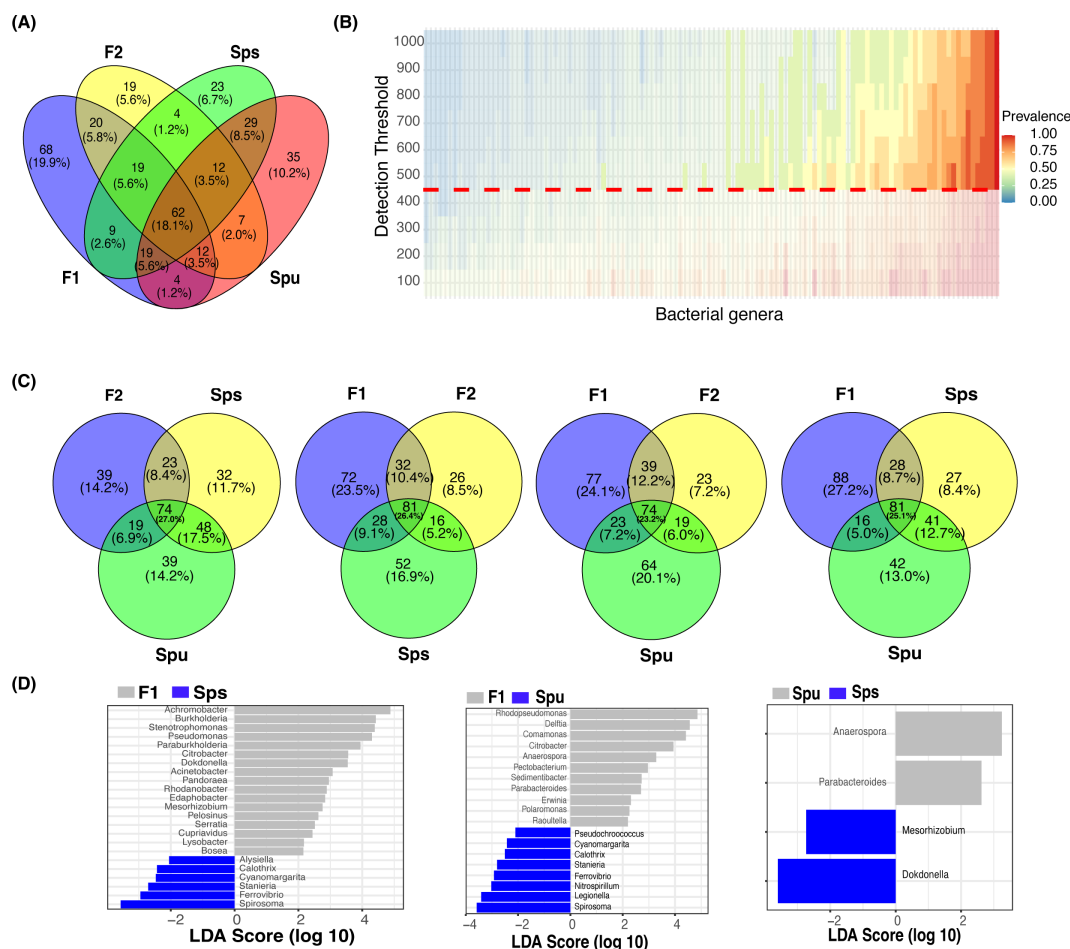 (A)
F2
Sps
19
(5.6%)
23
(6.7%)
20
(5.8%)
4
(1.2%)
29
(8.5%)
68
(19.9%)
19
(5.6%)
12
(3.5%)
35
(10.2%)
62
(18.1%)
9
(2.6%)
7
(2.0%)
19
(5.6%)
12
(3.5%)
4
(1.2%)
F1
Spu
(B)
Detection Threshold
1000
900
800
700
600
500
400
300
200
100
Bacterial genera
Prevalence
1.00
0.75
0.50
0.25
0.00
(C)
F2
Sps
39
(14.2%)
23
(8.4%)
32
(11.7%)
74
(27.0%)
19
(6.9%)
48
(17.5%)
39
(14.2%)
Spu
F1
F2
72
(23.5%)
32
(10.4%)
26
(8.5%)
81
(26.4%)
28
(9.1%)
16
(5.2%)
52
(16.9%)
Sps
F1
F2
77
(24.1%)
39
(12.2%)
23
(7.2%)
74
(23.2%)
23
(7.2%)
19
(6.0%)
64
(20.1%)
Spu
F1
Sps
88
(27.2%)
28
(8.7%)
27
(8.4%)
81
(25.1%)
16
(5.0%)
41
(12.7%)
42
(13.0%)
Spu
(D)
F1 Sps
Achromobacter
Burkholderia
Stenotrophomonas
Pseudomonas
Paraburkholderia
Citrobacter
Dokdonella
Acinetobacter
Pandoraea
Rhodanobacter
Edaphobacter
Mesorhizobium
Pelosinus
Serratia
Cupriavidus
Lysobacter
Bosea
Alysiella
Calothrix
Cyanomargarita
Stanieria
Ferrovibrio
Spirosoma
−2 0 2 4
LDA Score (log 10)
F1 Spu
Rhodopseudomonas
Delftia
Comamonas
Citrobacter
Anaerospora
Pectobacterium
Sedimentibacter
Parabacteroides
Erwinia
Polaromonas
Raoultella
Pseudochroococcus
Cyanomargarita
Calothrix
Stanieria
Ferrovibrio
Nitrospirillum
Legionella
Spirosoma
−4 −2 0 2 4
LDA Score (log 10)
Spu Sps
Anaerospora
Parabacteroides
Mesorhizobium
Dokdonella
−2 0 2
LDA Score (log 10)